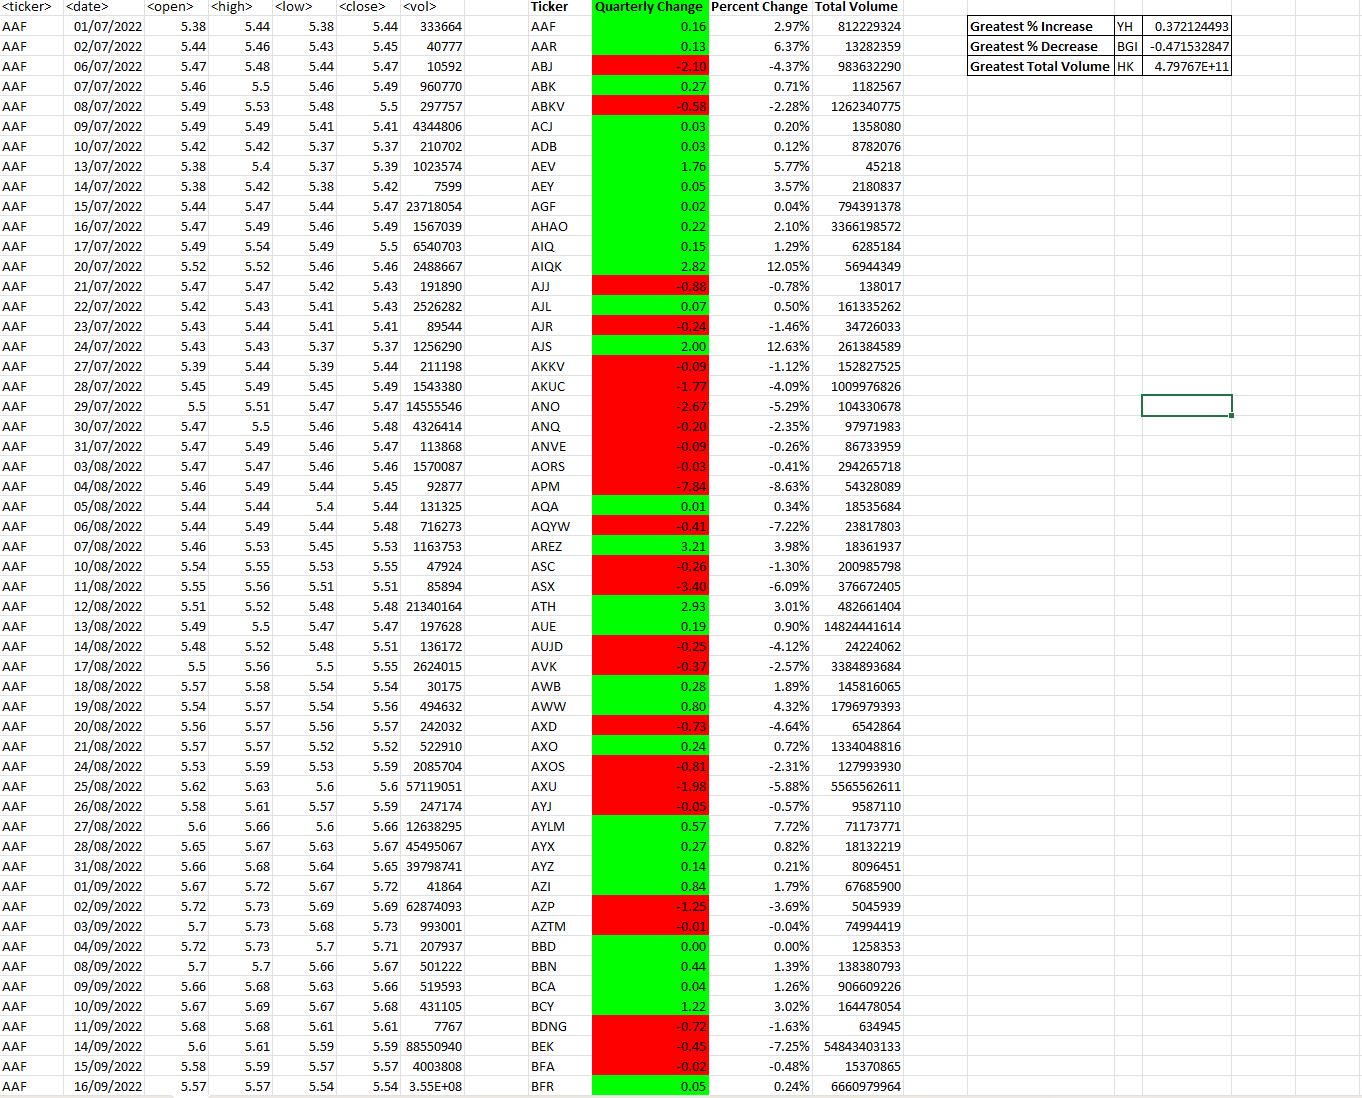 <ticker> <date> <open> <high> <low> <close> <vol> Ticker Quarterly Change Percent Change Total Volume
AAF 01/07/2022 5.38 5.44 5.38 5.44 333664 AAF 0.16 2.97% 812229324 Greatest % Increase YH 0.372124493
AAF 02/07/2022 5.44 5.46 5.43 5.45 40777 AAR 0.13 6.37% 13282359 Greatest % Decrease BGI -0.471532847
AAF 06/07/2022 5.47 5.48 5.44 5.47 10592 ABJ -2.10 -4.37% 983632290 Greatest Total Volume HK 4.79767E+11
AAF 07/07/2022 5.46 5.5 5.46 5.49 960770 ABK 0.27 0.71% 1182567
AAF 08/07/2022 5.49 5.53 5.48 5.5 297757 ABKV -0.58 -2.28% 1262340775
AAF 09/07/2022 5.49 5.49 5.41 5.41 4344806 ACJ 0.03 0.20% 1358080
AAF 10/07/2022 5.42 5.42 5.37 5.37 210702 ADB 0.03 0.12% 8782076
AAF 13/07/2022 5.38 5.4 5.37 5.39 1023574 AEV 1.76 5.77% 45218
AAF 14/07/2022 5.38 5.42 5.38 5.42 7599 AEY 0.05 3.57% 2180837
AAF 15/07/2022 5.44 5.47 5.44 5.47 23718054 AGF 0.02 0.04% 794391378
AAF 16/07/2022 5.47 5.49 5.46 5.49 1567039 AHAO 0.22 2.10% 3366198572
AAF 17/07/2022 5.49 5.54 5.49 5.5 6540703 AIQ 0.15 1.29% 6285184
AAF 20/07/2022 5.52 5.52 5.46 5.46 2488667 AIQK 2.82 12.05% 56944349
AAF 21/07/2022 5.47 5.47 5.42 5.43 191890 AJJ -0.88 -0.78% 138017
AAF 22/07/2022 5.42 5.43 5.41 5.43 2526282 AJL 0.07 0.50% 161335262
AAF 23/07/2022 5.43 5.44 5.41 5.41 89544 AJR -0.24 -1.46% 34726033
AAF 24/07/2022 5.43 5.43 5.37 5.37 1256290 AJS 2.00 12.63% 261384589
AAF 27/07/2022 5.39 5.44 5.39 5.44 211198 AKKV -0.09 -1.12% 152827525
AAF 28/07/2022 5.45 5.49 5.45 5.49 1543380 AKUC -1.77 -4.09% 1009976826
AAF 29/07/2022 5.5 5.51 5.47 5.47 14555546 ANO -2.67 -5.29% 104330678
AAF 30/07/2022 5.47 5.5 5.46 5.48 4326414 ANQ -0.20 -2.35% 97971983
AAF 31/07/2022 5.47 5.49 5.46 5.47 113868 ANVE -0.09 -0.26% 86733959
AAF 03/08/2022 5.47 5.47 5.46 5.46 1570087 AORS -0.03 -0.41% 294265718
AAF 04/08/2022 5.46 5.49 5.44 5.45 92877 APM -7.84 -8.63% 54328089
AAF 05/08/2022 5.44 5.44 5.4 5.44 131325 AQA 0.01 0.34% 18535684
AAF 06/08/2022 5.44 5.49 5.44 5.48 716273 AQYW -0.41 -7.22% 23817803
AAF 07/08/2022 5.46 5.53 5.45 5.53 1163753 AREZ 3.21 3.98% 18361937
AAF 10/08/2022 5.54 5.55 5.53 5.55 47924 ASC -0.26 -1.30% 200985798
AAF 11/08/2022 5.55 5.56 5.51 5.51 85894 ASX -3.40 -6.09% 376672405
AAF 12/08/2022 5.51 5.52 5.48 5.48 21340164 ATH 2.93 3.01% 482661404
AAF 13/08/2022 5.49 5.5 5.47 5.47 197628 AUE 0.19 0.90% 14824441614
AAF 14/08/2022 5.48 5.52 5.48 5.51 136172 AUJD -0.25 -4.12% 24224062
AAF 17/08/2022 5.5 5.56 5.5 5.55 2624015 AVK -0.37 -2.57% 3384893684
AAF 18/08/2022 5.57 5.58 5.54 5.54 30175 AWB 0.28 1.89% 145816065
AAF 19/08/2022 5.54 5.57 5.54 5.56 494632 AWW 0.80 4.32% 1796979393
AAF 20/08/2022 5.56 5.57 5.56 5.57 242032 AXD -0.73 -4.64% 6542864
AAF 21/08/2022 5.57 5.57 5.52 5.52 522910 AXO 0.24 0.72% 1334048816
AAF 24/08/2022 5.53 5.59 5.53 5.59 2085704 AXOS -0.81 -2.31% 127993930
AAF 25/08/2022 5.62 5.63 5.6 5.6 57119051 AXU -1.98 -5.88% 5565562611
AAF 26/08/2022 5.58 5.61 5.57 5.59 247174 AYJ -0.05 -0.57% 9587110
AAF 27/08/2022 5.6 5.66 5.6 5.66 12638295 AYLM 0.57 7.72% 71173771
AAF 28/08/2022 5.65 5.67 5.63 5.67 45495067 AYX 0.27 0.82% 18132219
AAF 31/08/2022 5.66 5.68 5.64 5.65 39798741 AYZ 0.14 0.21% 8096451
AAF 01/09/2022 5.67 5.72 5.67 5.72 41864 AZI 0.84 1.79% 67685900
AAF 02/09/2022 5.72 5.73 5.69 5.69 62874093 AZP -1.25 -3.69% 5045939
AAF 03/09/2022 5.7 5.73 5.68 5.73 993001 AZTM -0.01 -0.04% 74994419
AAF 04/09/2022 5.72 5.73 5.7 5.71 207937 BBD 0.00 0.00% 1258353
AAF 08/09/2022 5.7 5.7 5.66 5.67 501222 BBN 0.44 1.39% 138380793
AAF 09/09/2022 5.66 5.68 5.63 5.66 519593 BCA 0.04 1.26% 906609226
AAF 10/09/2022 5.67 5.69 5.67 5.68 431105 BCY 1.22 3.02% 164478054
AAF 11/09/2022 5.68 5.68 5.61 5.61 7767 BDNG -0.72 -1.63% 634945
AAF 14/09/2022 5.6 5.61 5.59 5.59 88550940 BEK -0.45 -7.25% 54843403133
AAF 15/09/2022 5.58 5.59 5.57 5.57 4003808 BFA -0.02 -0.48% 15370865
AAF 16/09/2022 5.57 5.57 5.54 5.54 3.55E+08 BFR 0.05 0.24% 6660979964